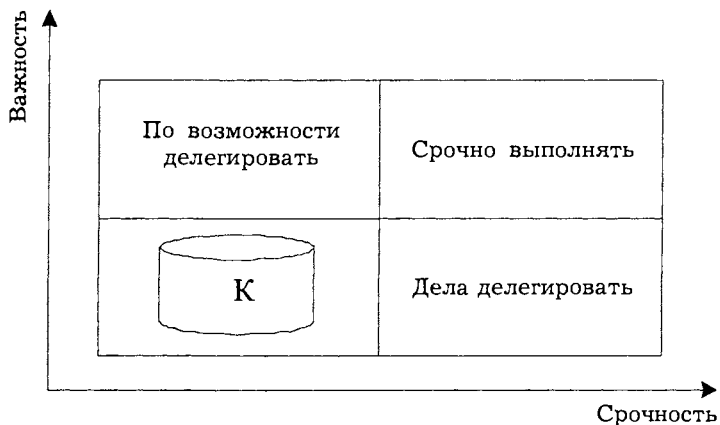 Важность
По возможности
делегировать
Срочно выполнять
К
Дела делегировать
Срочность